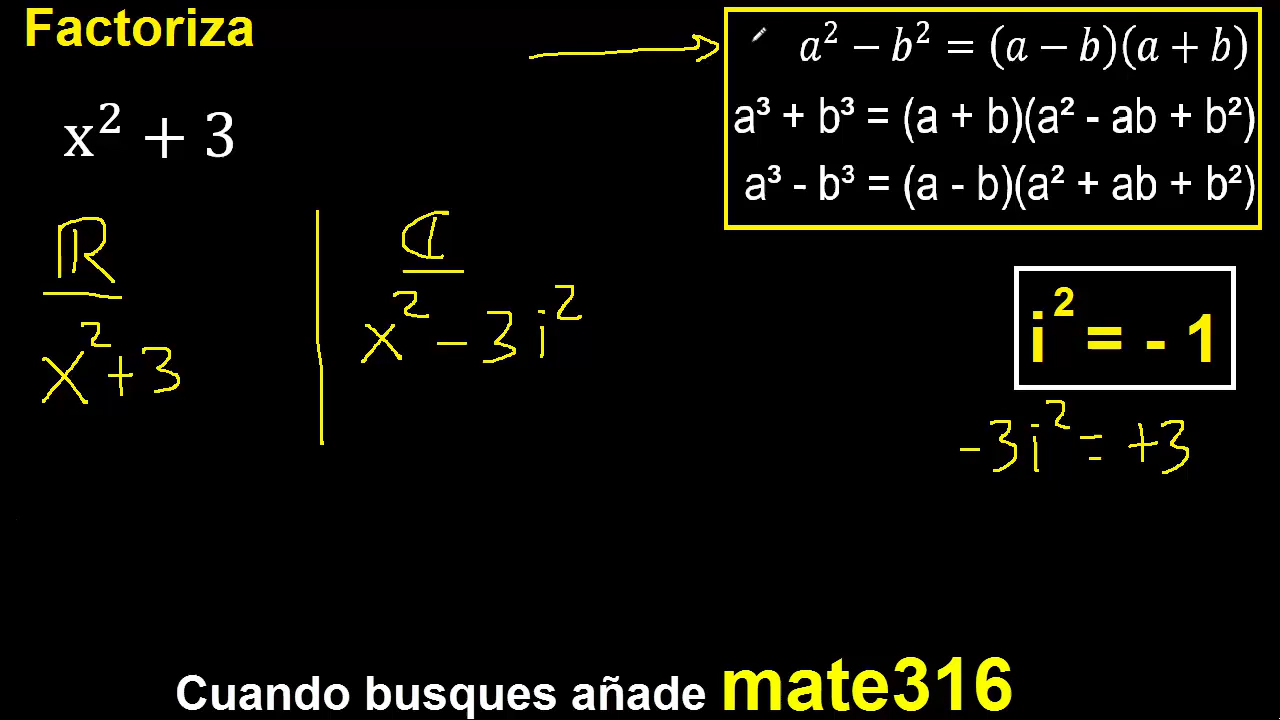 Factoriza
x² + 3
a² − b² = (a − b)(a + b)
a³ + b³ = (a + b)(a² - ab + b²)
a³ - b³ = (a - b)(a² + ab + b²)
ℝ
x² + 3
ℂ
x² − 3i²
i² = - 1
-3i² = +3
Cuando busques añade mate316